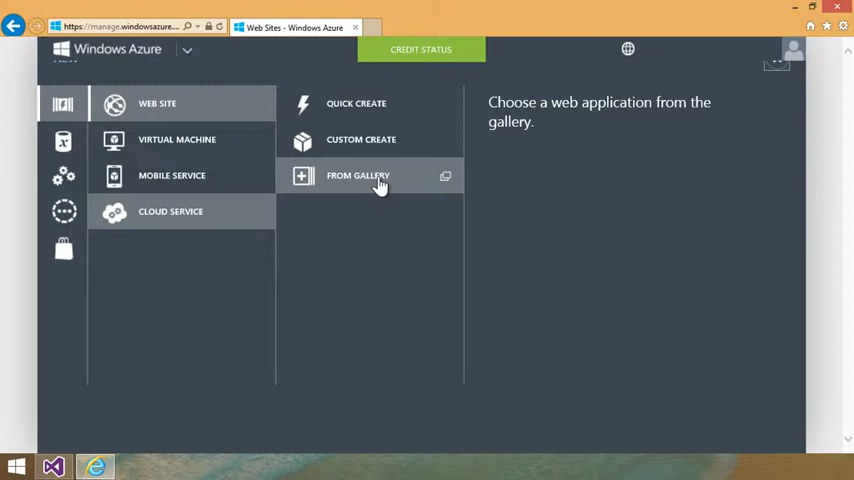 https://manage.windowsazure....
Web Sites - Windows Azure
Windows Azure
CREDIT STATUS
WEB SITE
VIRTUAL MACHINE
MOBILE SERVICE
CLOUD SERVICE
QUICK CREATE
CUSTOM CREATE
FROM GALLERY
Choose a web application from the
gallery.